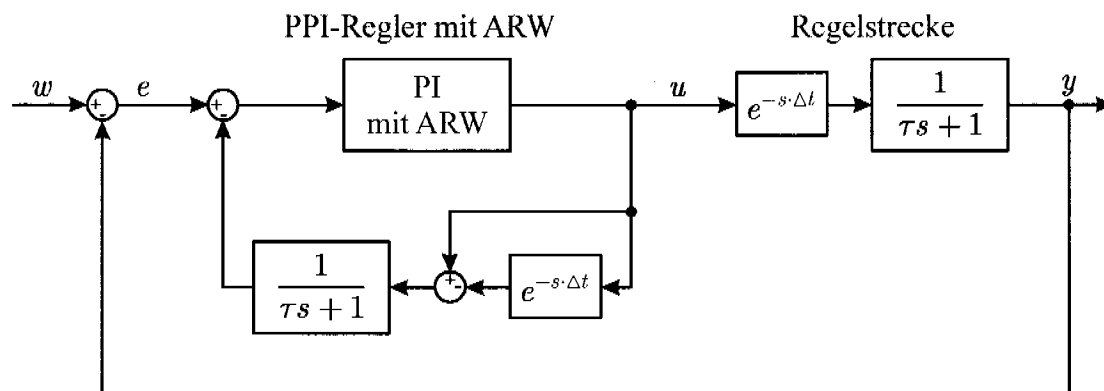 PPI-Regler mit ARW
Regelstrecke
w
+
-
e
+
-
PI
mit ARW
u
e^{-s·Δt}
1
τs + 1
y
1
τs + 1
+
-
e^{-s·Δt}